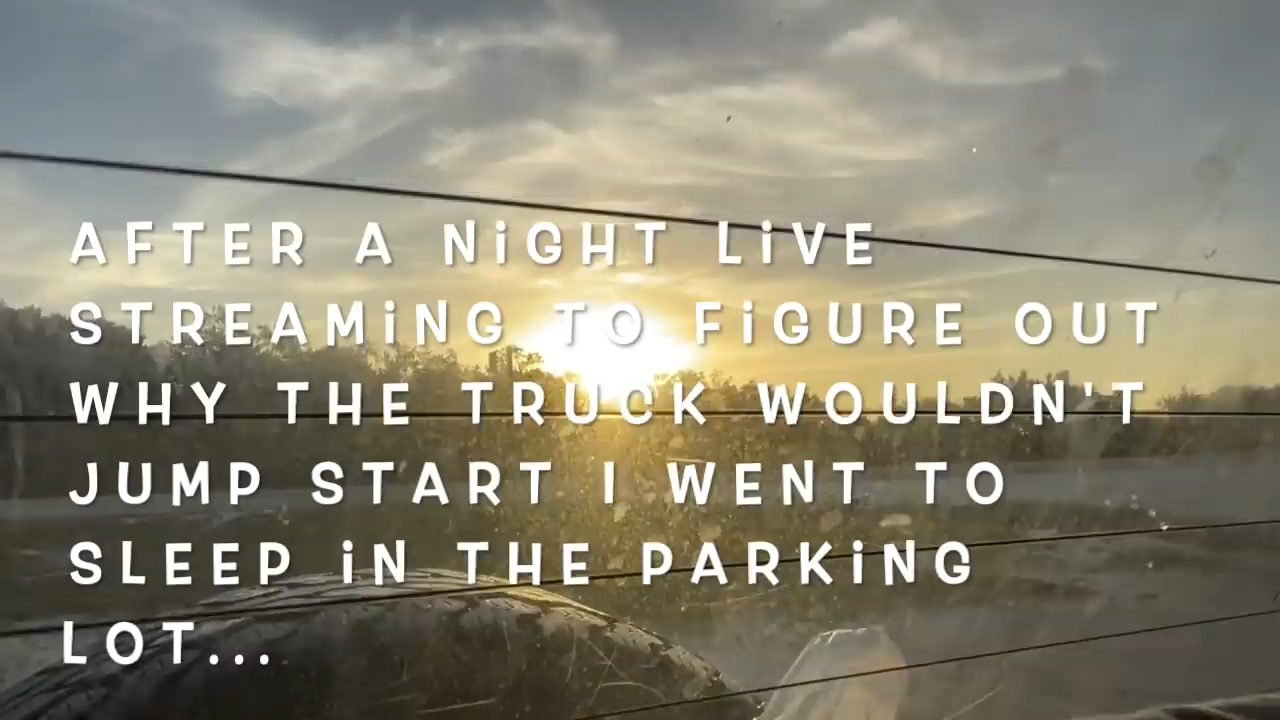 AFTER A NiGHT LiVE
STREAMiNG TO FiGURE OUT
WHY THE TRUCK WOULDN'T
JUMP START I WENT TO
SLEEP iN THE PARKiNG
LOT...